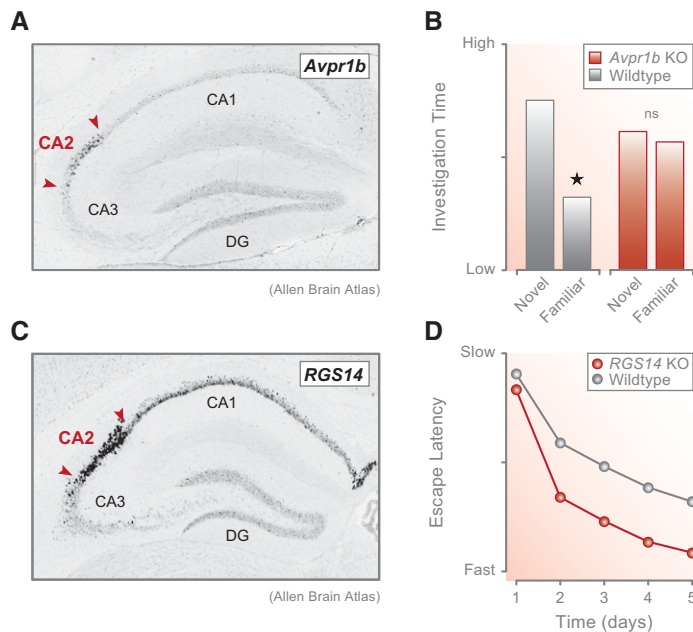 A
Avpr1b
CA1
CA2
CA3
DG
(Allen Brain Atlas)
B
High
Avpr1b KO
Wildtype
ns
★
Investigation Time
Low
Novel
Familiar
Novel
Familiar
C
RGS14
CA1
CA2
CA3
DG
(Allen Brain Atlas)
D
Slow
RGS14 KO
Wildtype
Escape Latency
Fast
1 2 3 4 5
Time (days)